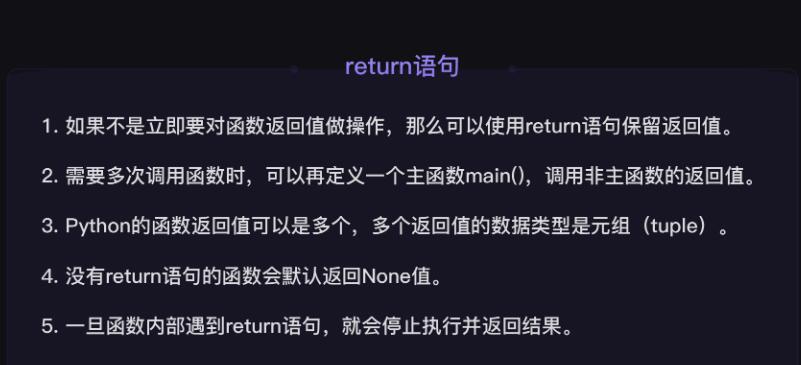 return语句
1. 如果不是立即要对函数返回值做操作，那么可以使用return语句保留返回值。
2. 需要多次调用函数时，可以再定义一个主函数main()，调用非主函数的返回值。
3. Python的函数返回值可以是多个，多个返回值的数据类型是元组（tuple）。
4. 没有return语句的函数会默认返回None值。
5. 一旦函数内部遇到return语句，就会停止执行并返回结果。